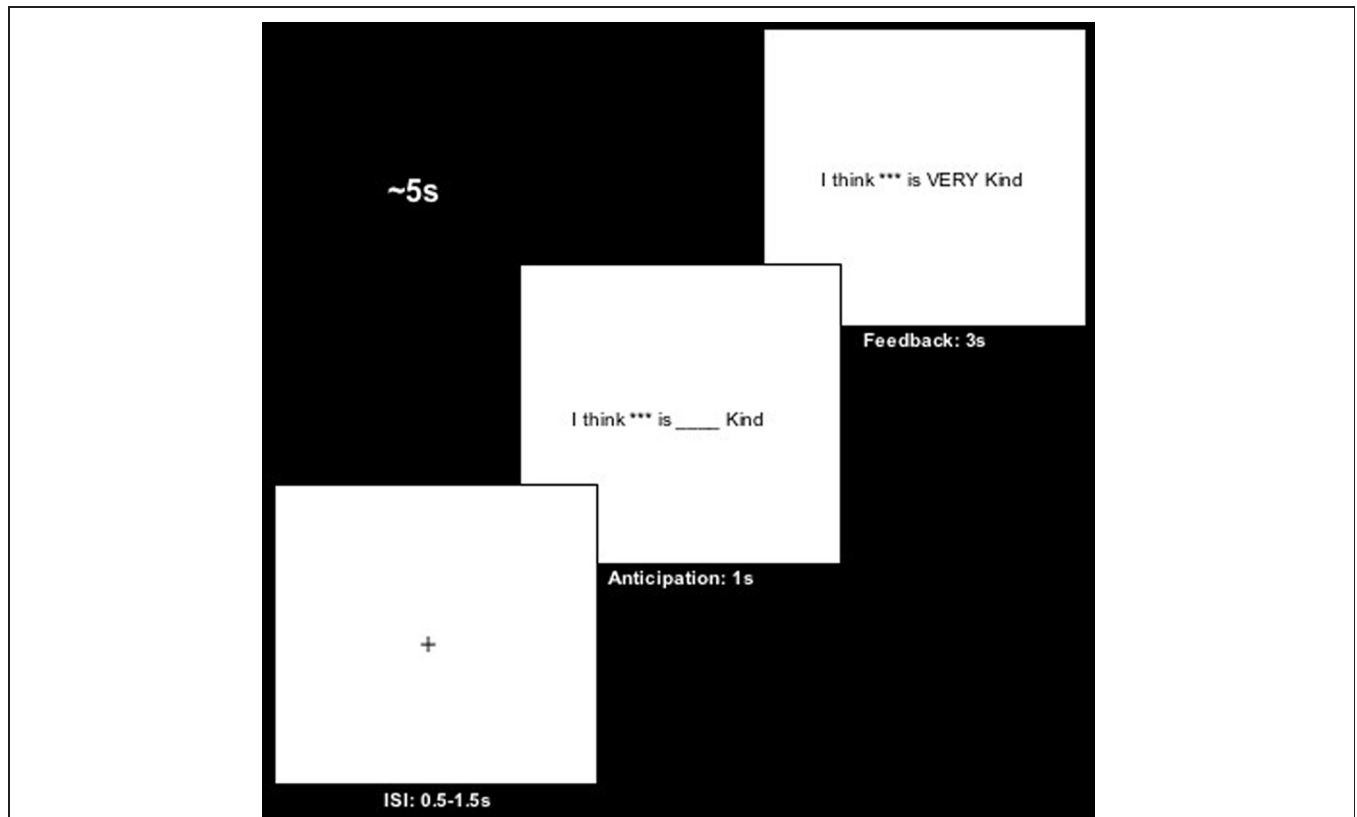 ~5s
I think *** is VERY Kind
Feedback: 3s
I think *** is ____ Kind
Anticipation: 1s
+
ISI: 0.5-1.5s